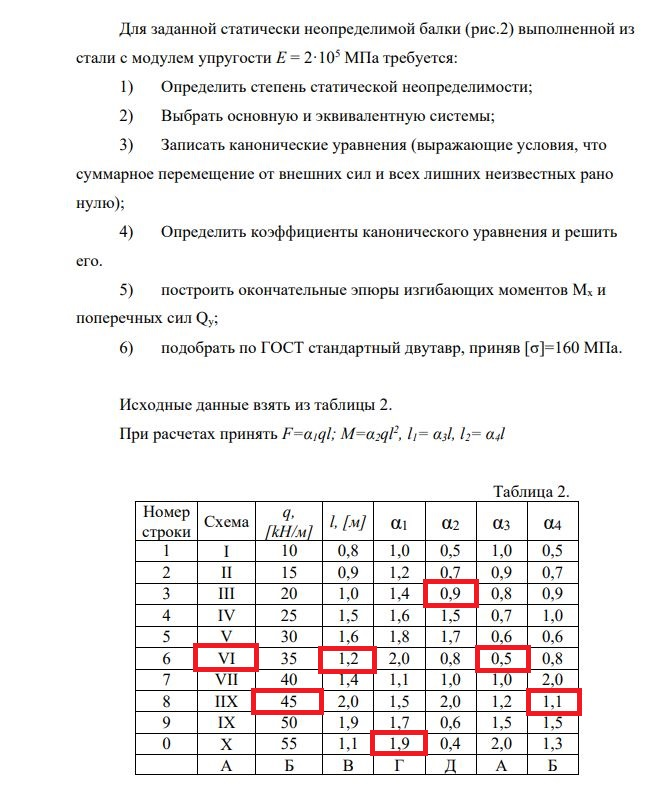 Для заданной статически неопределимой балки (рис.2) выполненной из
стали с модулем упругости E = 2·10⁵ МПа требуется:
1) Определить степень статической неопределимости;
2) Выбрать основную и эквивалентную системы;
3) Записать канонические уравнения (выражающие условия, что
суммарное перемещение от внешних сил и всех лишних неизвестных рано
нулю);
4) Определить коэффициенты канонического уравнения и решить
его.
5) построить окончательные эпюры изгибающих моментов Mₓ и
поперечных сил Qᵧ;
6) подобрать по ГОСТ стандартный двутавр, приняв [σ]=160 МПа.
Исходные данные взять из таблицы 2.
При расчетах принять F=α₁ql; M=α₂ql², l₁= α₃l, l₂= α₄l
Таблица 2.
Номер строки Схема q, [kH/м] l, [м] α₁ α₂ α₃ α₄
1 I 10 0,8 1,0 0,5 1,0 0,5
2 II 15 0,9 1,2 0,7 0,9 0,7
3 III 20 1,0 1,4 0,9 0,8 0,9
4 IV 25 1,5 1,6 1,5 0,7 1,0
5 V 30 1,6 1,8 1,7 0,6 0,6
6 VI 35 1,2 2,0 0,8 0,5 0,8
7 VII 40 1,4 1,1 1,0 1,0 2,0
8 IIX 45 2,0 1,5 2,0 1,2 1,1
9 IX 50 1,9 1,7 0,6 1,5 1,5
0 X 55 1,1 1,9 0,4 2,0 1,3
А Б В Г Д А Б